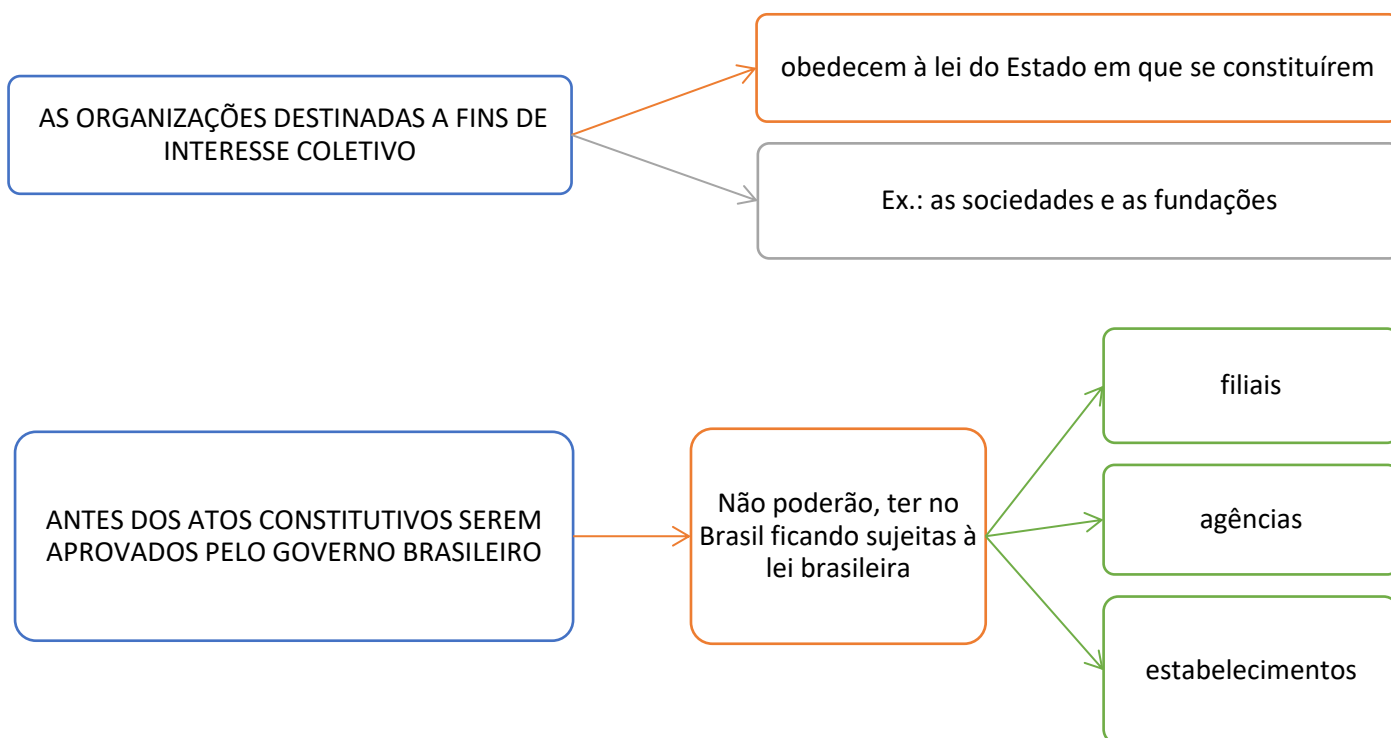 AS ORGANIZAÇÕES DESTINADAS A FINS DE
INTERESSE COLETIVO
obedecem à lei do Estado em que se constituírem
Ex.: as sociedades e as fundações
ANTES DOS ATOS CONSTITUTIVOS SEREM
APROVADOS PELO GOVERNO BRASILEIRO
Não poderão, ter no
Brasil ficando sujeitas à
lei brasileira
filiais
agências
estabelecimentos